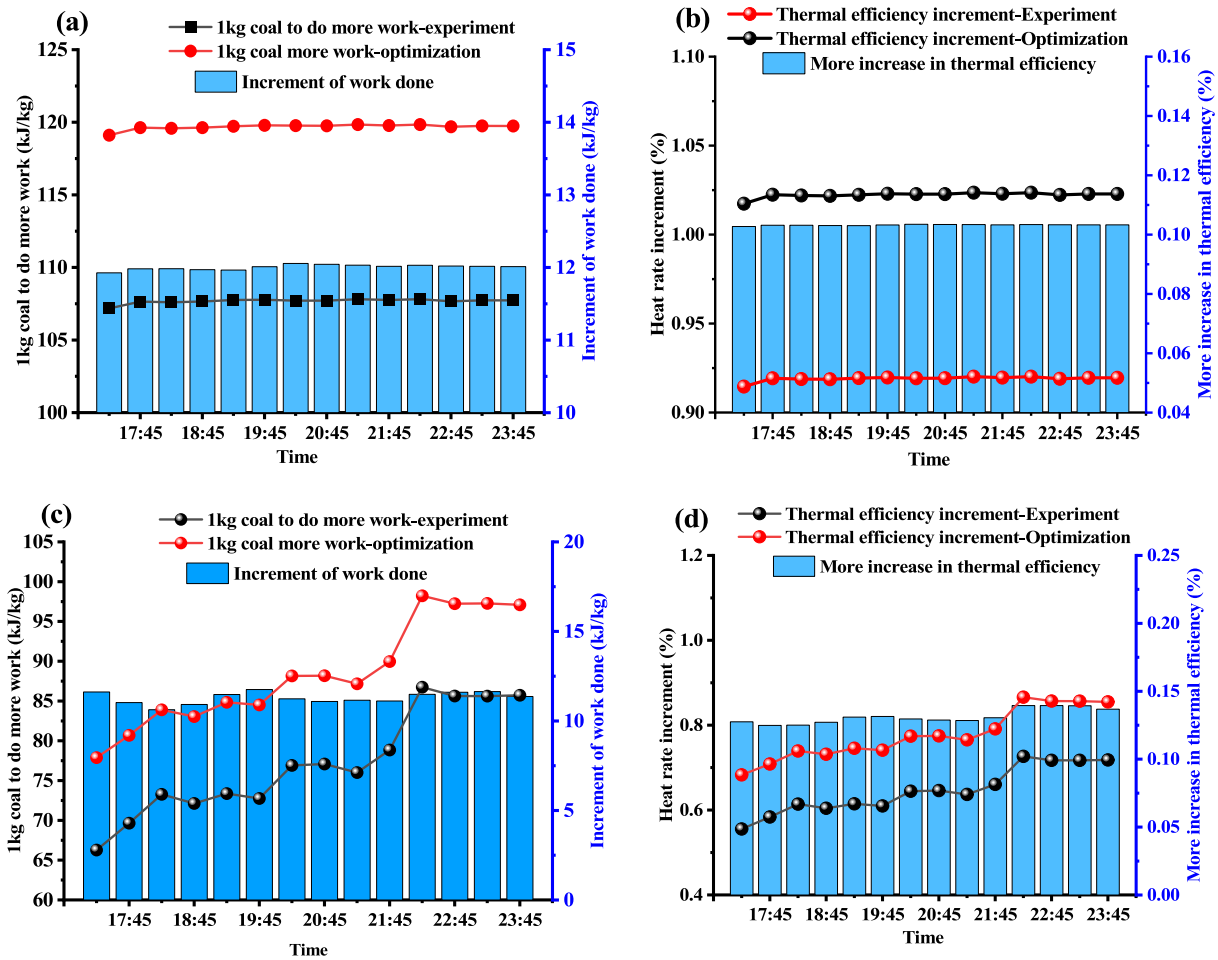 (a)
1kg coal to do more work-experiment
1kg coal more work-optimization
Increment of work done
125
120
115
110
105
100
1kg coal to do more work (kJ/kg)
15
14
13
12
11
10
Increment of work done (kJ/kg)
17:45 18:45 19:45 20:45 21:45 22:45 23:45
Time
(b)
Thermal efficiency increment-Experiment
Thermal efficiency increment-Optimization
More increase in thermal efficiency
1.10
1.05
1.00
0.95
0.90
Heat rate increment (%)
0.16
0.14
0.12
0.10
0.08
0.06
0.04
More increase in thermal efficiency (%)
17:45 18:45 19:45 20:45 21:45 22:45 23:45
Time
(c)
1kg coal to do more work-experiment
1kg coal more work-optimization
Increment of work done
105
100
95
90
85
80
75
70
65
60
1kg coal to do more work (kJ/kg)
20
15
10
5
0
Increment of work done (kJ/kg)
17:45 18:45 19:45 20:45 21:45 22:45 23:45
Time
(d)
Thermal efficiency increment-Experiment
Thermal efficiency increment-Optimization
More increase in thermal efficiency
1.2
1.0
0.8
0.6
0.4
Heat rate increment (%)
0.25
0.20
0.15
0.10
0.05
0.00
More increase in thermal efficiency (%)
17:45 18:45 19:45 20:45 21:45 22:45 23:45
Time